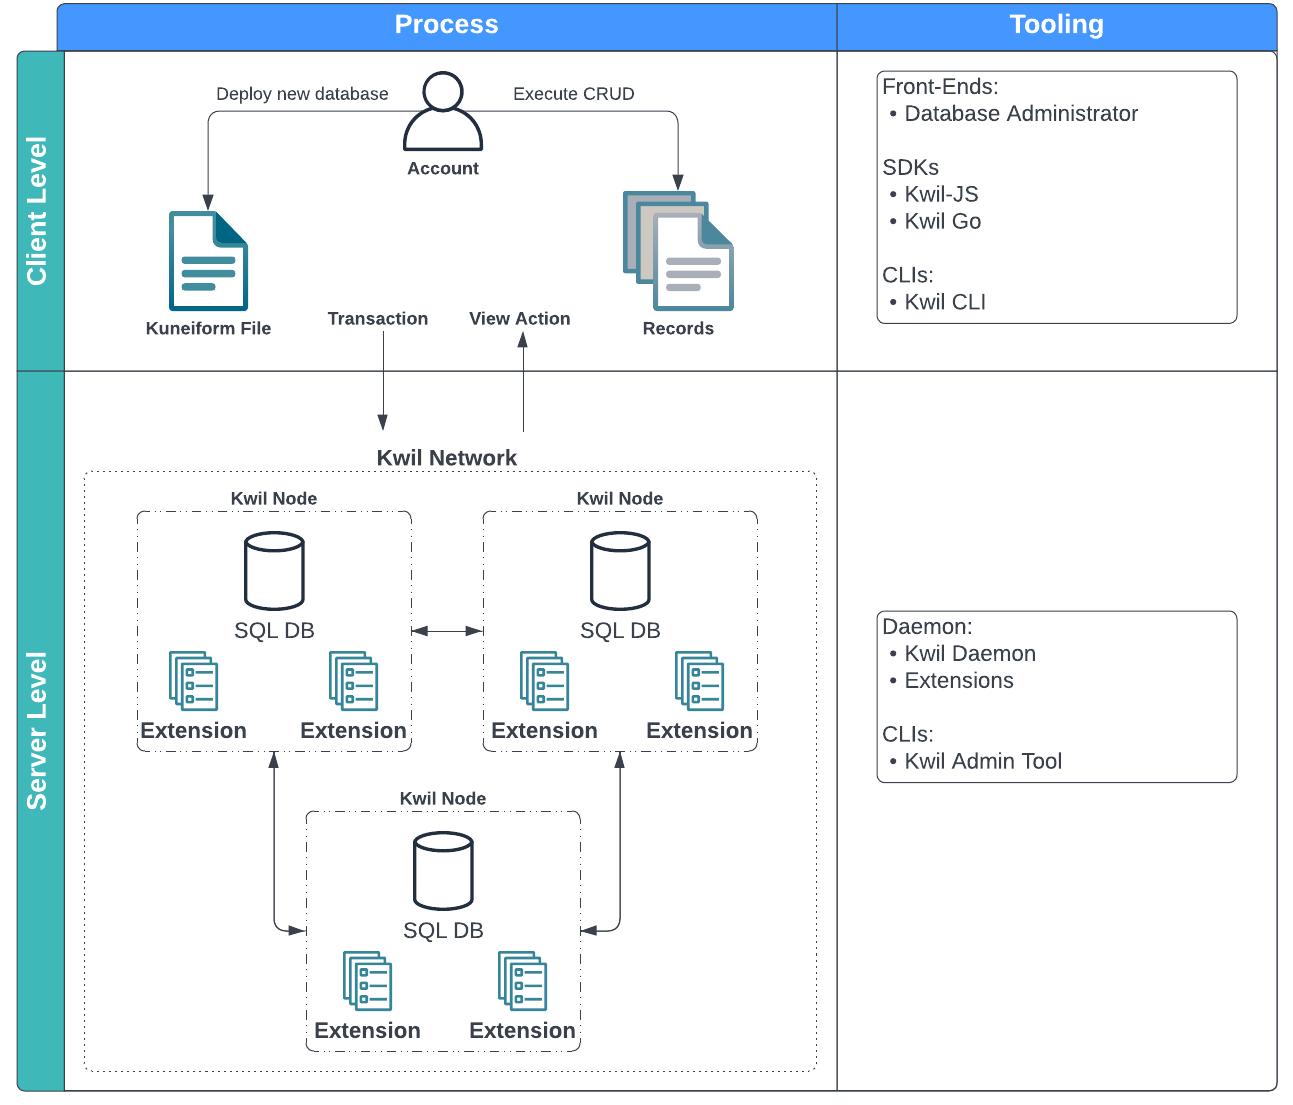 Process
Tooling
Client Level
Deploy new database
Execute CRUD
Account
Kuneiform File
Transaction
View Action
Records
Front-Ends:
• Database Administrator
SDKs
• Kwil-JS
• Kwil Go
CLIs:
• Kwil CLI
Server Level
Kwil Network
Kwil Node
SQL DB
Extension
Extension
Kwil Node
SQL DB
Extension
Extension
Kwil Node
SQL DB
Extension
Extension
Daemon:
• Kwil Daemon
• Extensions
CLIs:
• Kwil Admin Tool